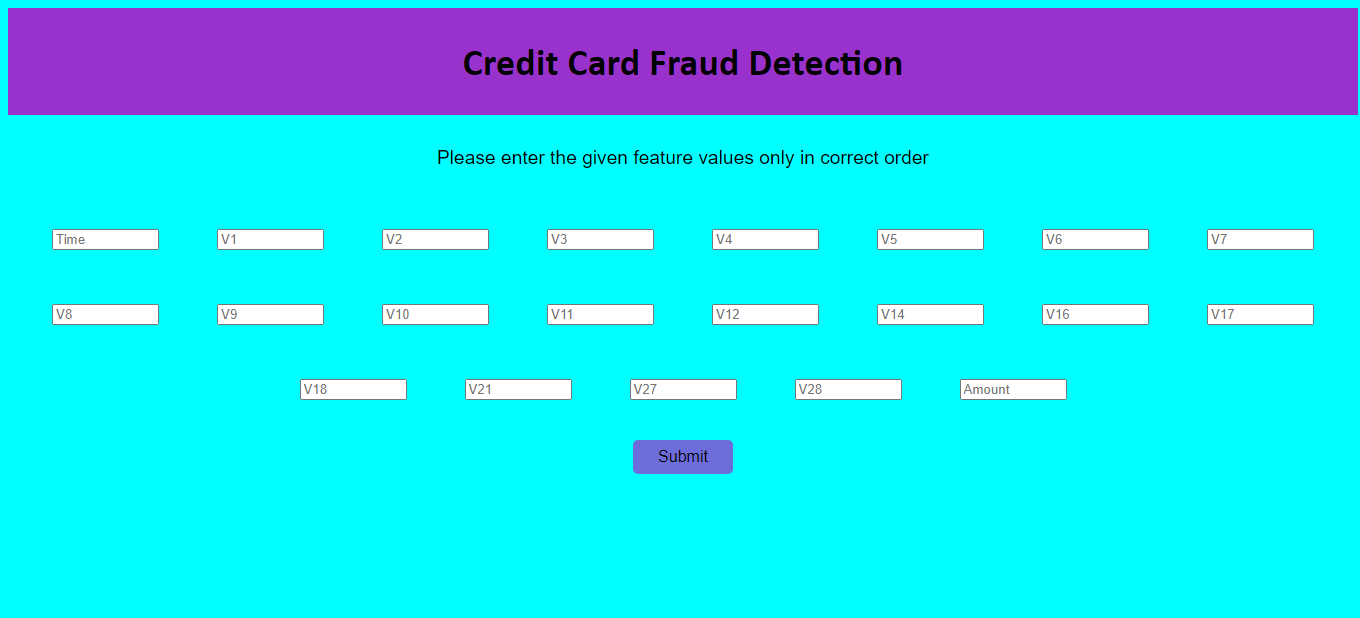 Credit Card Fraud Detection
Please enter the given feature values only in correct order
Time V1 V2 V3 V4 V5 V6 V7
V8 V9 V10 V11 V12 V14 V16 V17
V18 V21 V27 V28 Amount
Submit